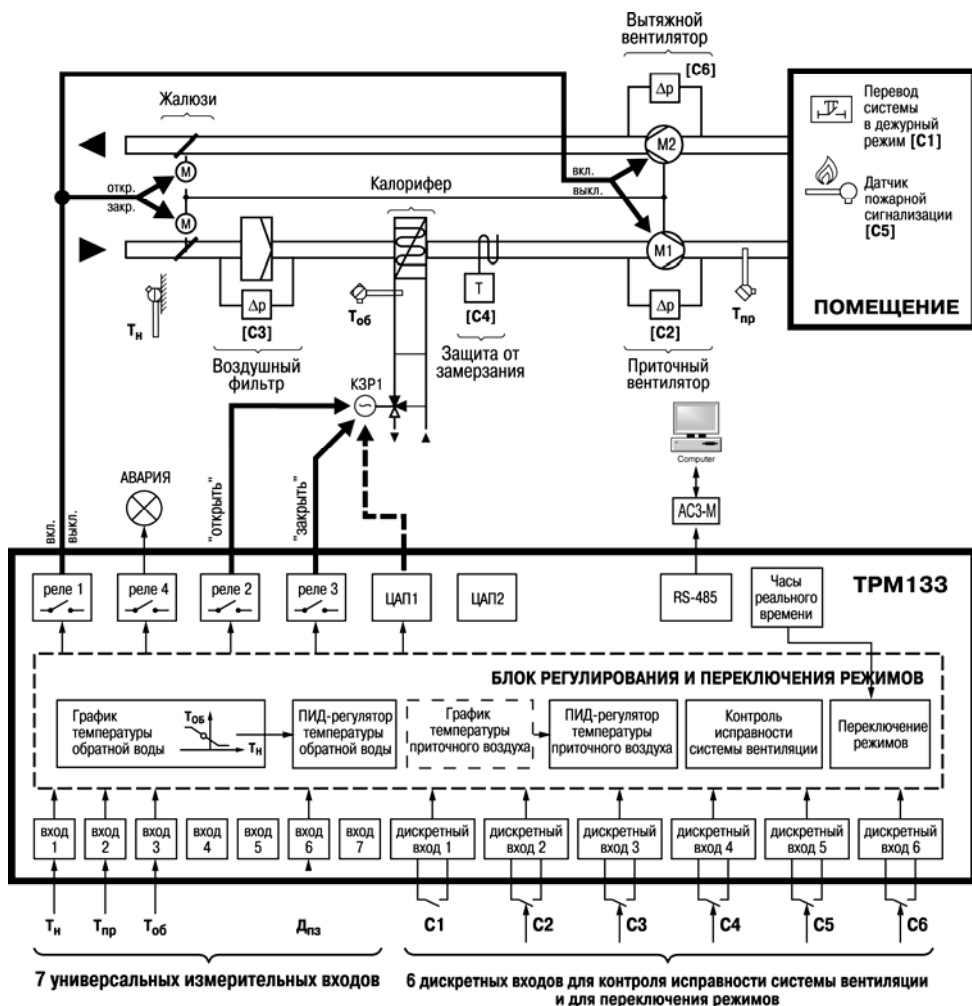 Вытяжной
вентилятор
[C6]
Δp
Жалюзи
M2
Перевод
системы
в дежурный
режим [C1]
M
откр.
закр.
Калорифер
вкл.
выкл.
Датчик
пожарной
сигнализации
[C5]
M
M1
T
Δp
[C3]
Tн
Tоб
[C4]
Δp
[C2]
Tпр
ПОМЕЩЕНИЕ
Воздушный
фильтр
Защита от
замерзания
Приточный
вентилятор
КЗР1
Computer
АВАРИЯ
АС3-М
вкл.
выкл.
"открыть"
"закрыть"
ТРМ133
реле 1
реле 4
реле 2
реле 3
ЦАП1
ЦАП2
RS-485
Часы
реального
времени
БЛОК РЕГУЛИРОВАНИЯ И ПЕРЕКЛЮЧЕНИЯ РЕЖИМОВ
График
температуры
обратной воды
TОБ
Tн
ПИД-регулятор
температуры
обратной воды
График
температуры
приточного воздуха
ПИД-регулятор
температуры
приточного воздуха
Контроль
исправности
системы вентиляции
Переключение
режимов
вход
1
вход
2
вход
3
вход
4
вход
5
вход
6
вход
7
дискретный
вход 1
дискретный
вход 2
дискретный
вход 3
дискретный
вход 4
дискретный
вход 5
дискретный
вход 6
Tн
Tпр
Tоб
Дпз
C1
C2
C3
C4
C5
C6
7 универсальных измерительных входов
6 дискретных входов для контроля исправности системы вентиляции
и для переключения режимов